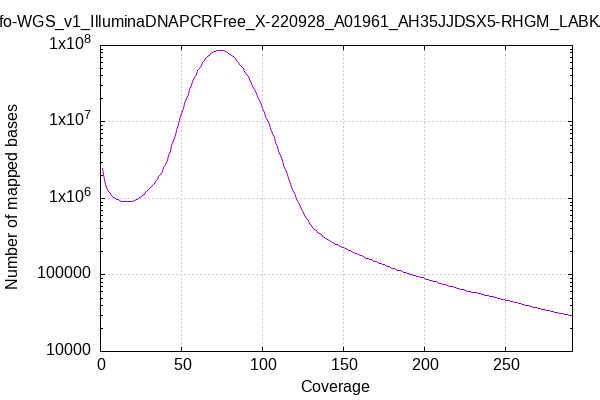 fo-WGS_v1_IlluminaDNAPCRFree_X-220928_A01961_AH35JJDSX5-RHGM_LABK
1x10^8
1x10^7
1x10^6
100000
10000
Number of mapped bases
0 50 100 150 200 250
Coverage